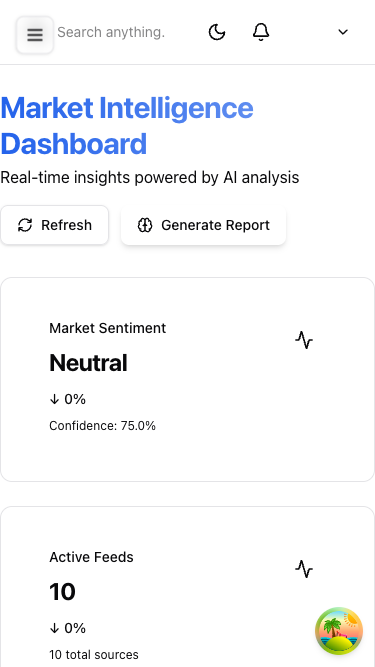 Search anything.
Market Intelligence
Dashboard
Real-time insights powered by AI analysis
Refresh
Generate Report
Market Sentiment
Neutral
↓ 0%
Confidence: 75.0%
Active Feeds
10
↓ 0%
10 total sources